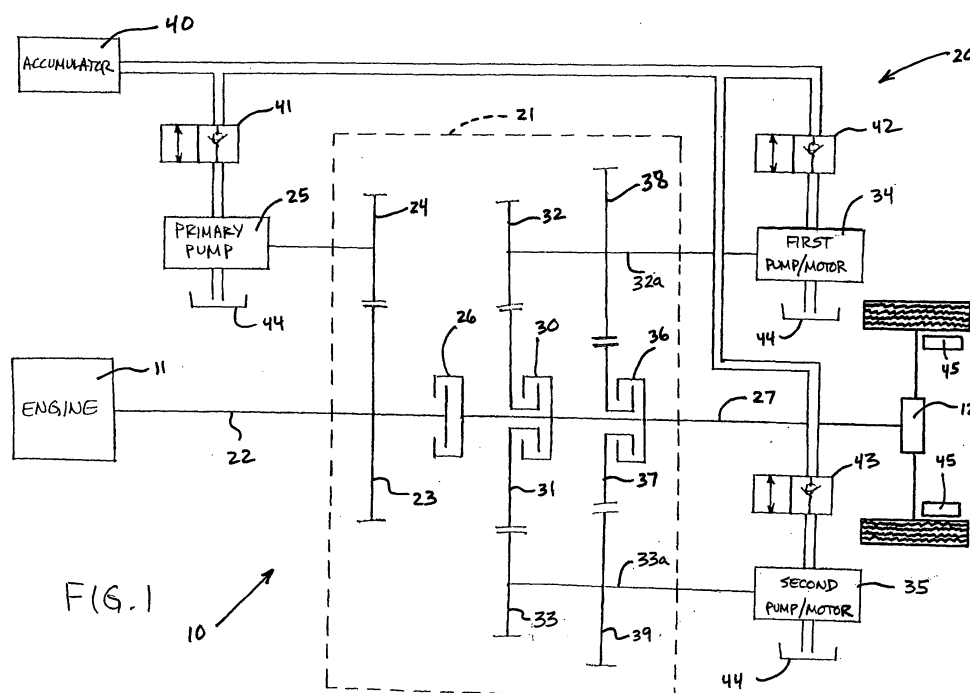 40
ACCUMULATOR
20
41
21
42
25
PRIMARY
PUMP
24
32
38
34
FIRST
PUMP/MOTOR
32a
44
44
45
26
30
36
11
ENGINE
22
27
12
45
23
31
37
43
33a
SECOND
PUMP/MOTOR
35
FIG.1
10
33
39
44